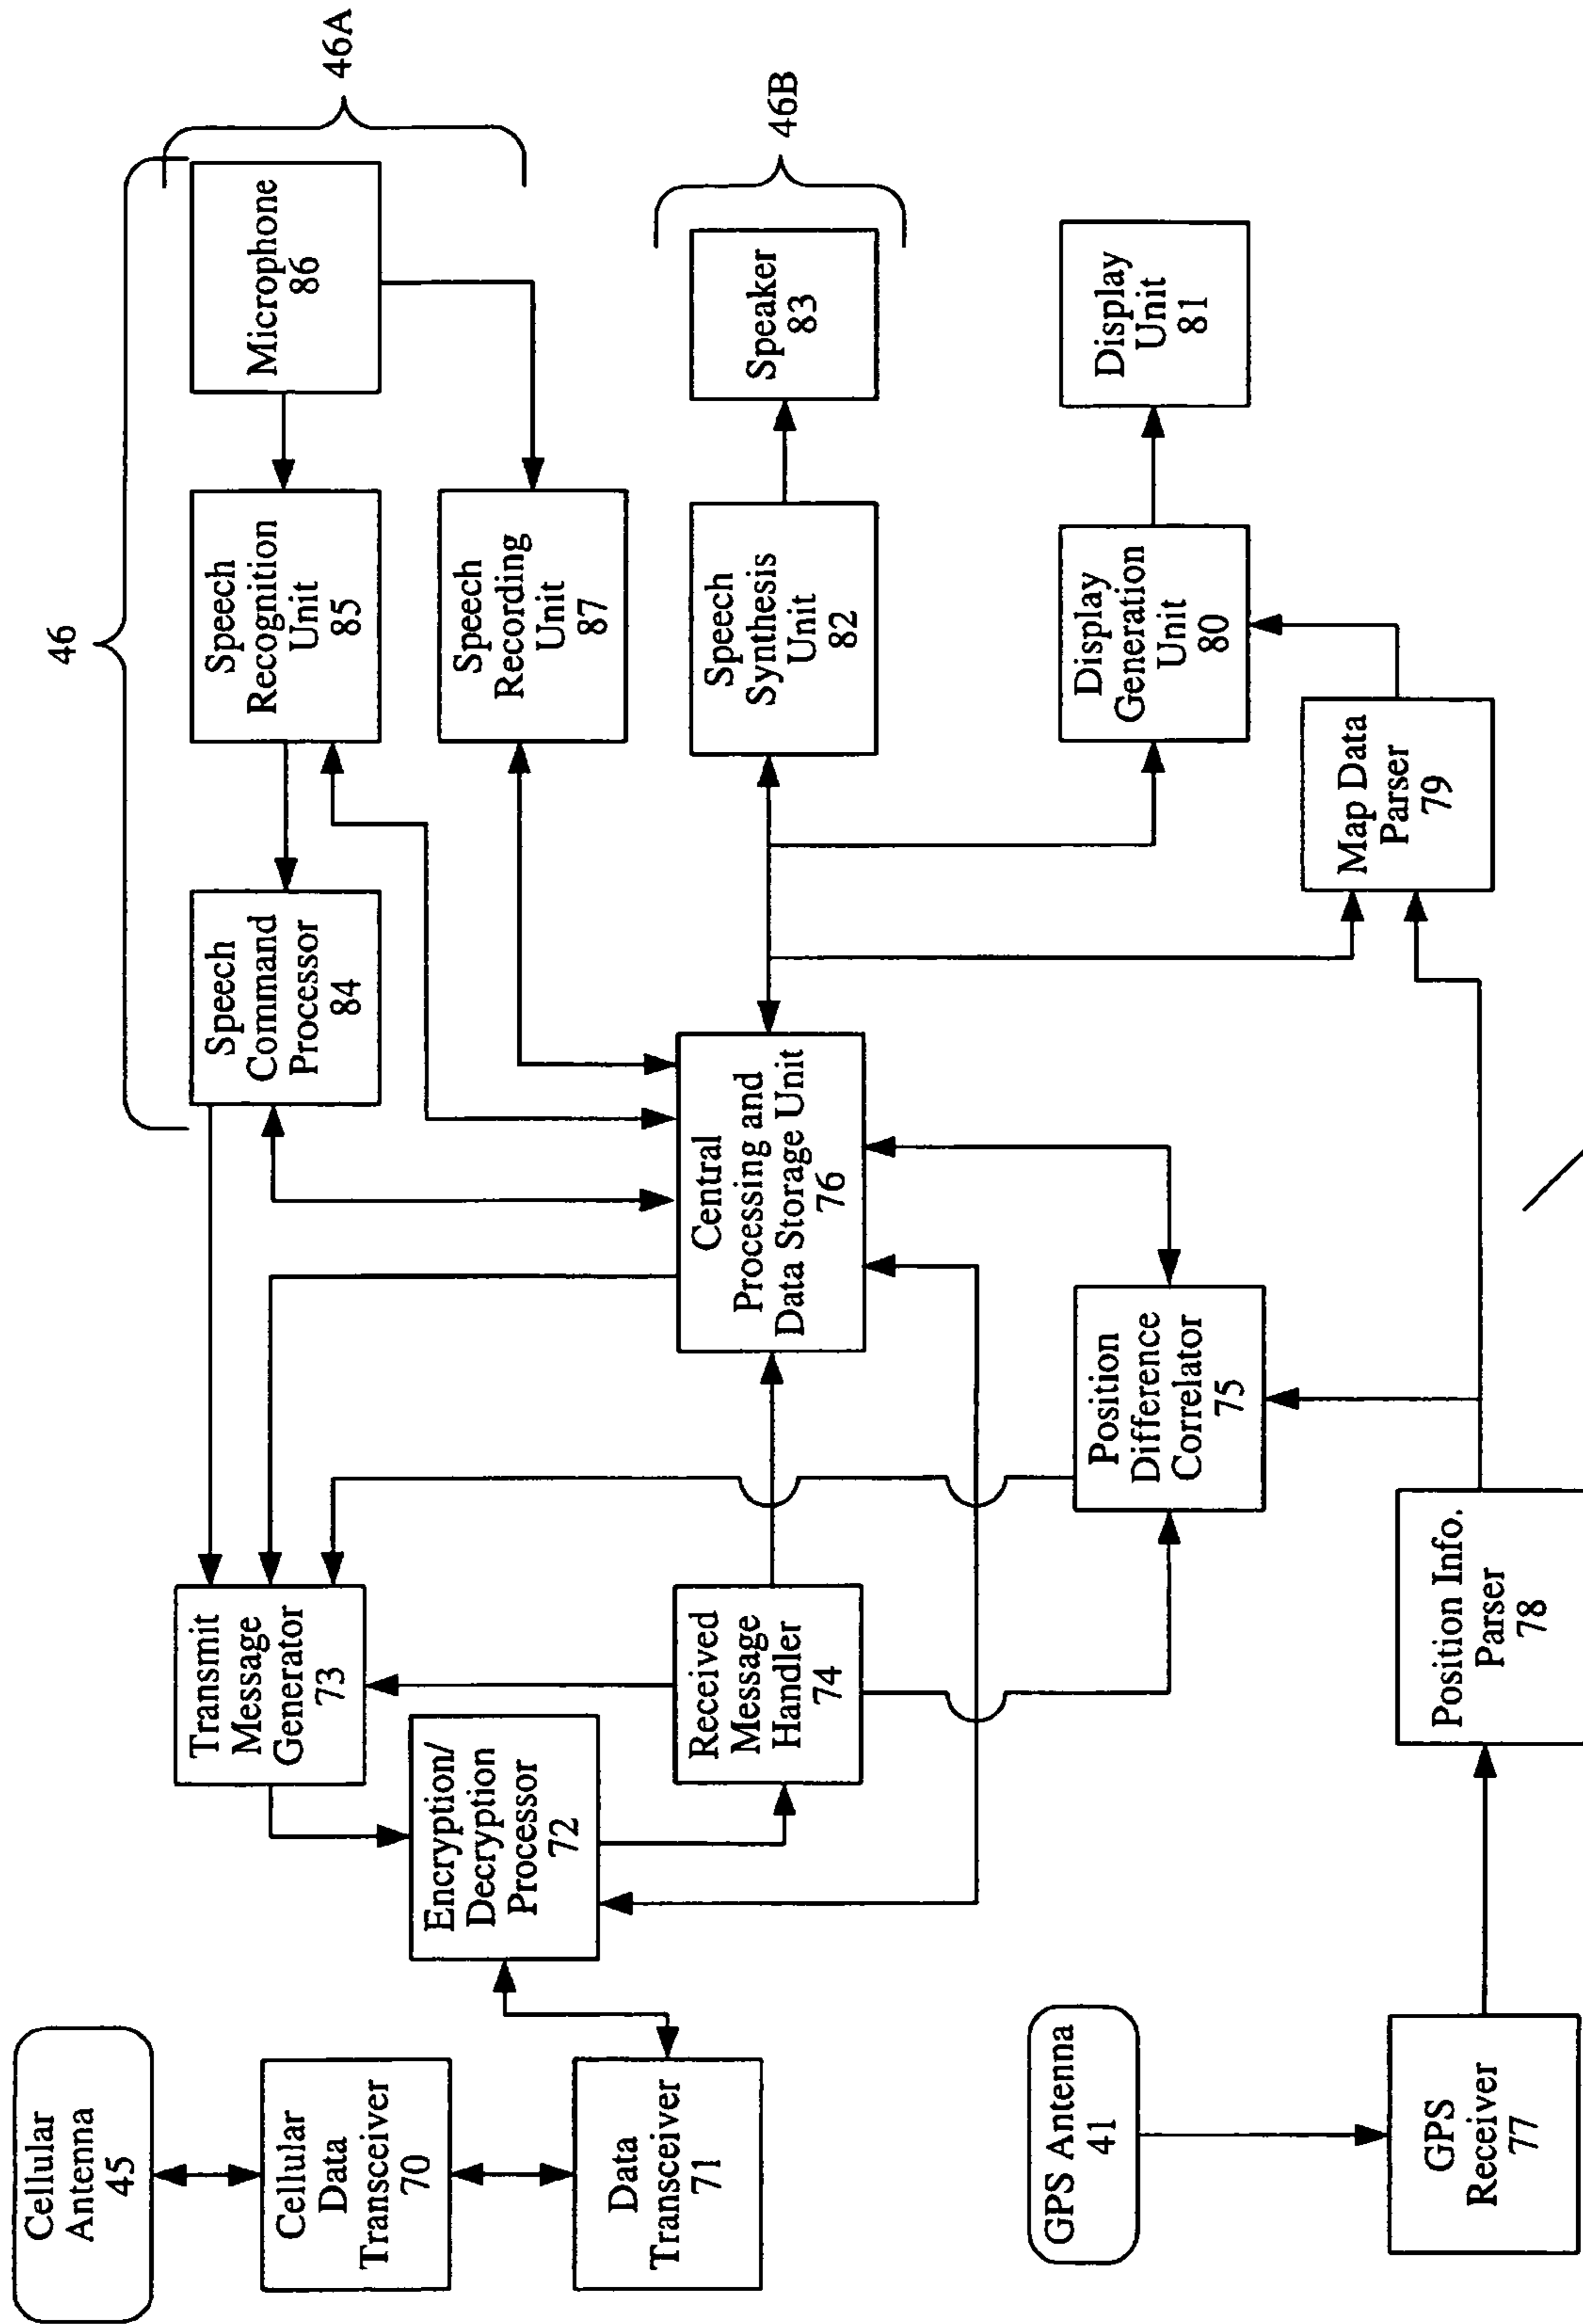 Cellular
Antenna
45
Cellular
Data
Transceiver
70
Data
Transceiver
71
GPS Antenna
41
GPS
Receiver
77
Transmit
Message
Generator
73
Encryption/
Decryption
Processor
72
Received
Message
Handler
74
Position Info.
Parser
78
Position
Difference
Correlator
75
Central
Processing and
Data Storage Unit
76
46
Speech
Command
Processor
84
Speech
Recognition
Unit
85
Speech
Recording
Unit
87
Speech
Synthesis
Unit
82
Display
Generation
Unit
80
Map Data
Parser
79
Microphone
86
Speaker
83
Display
Unit
81
46A
46B